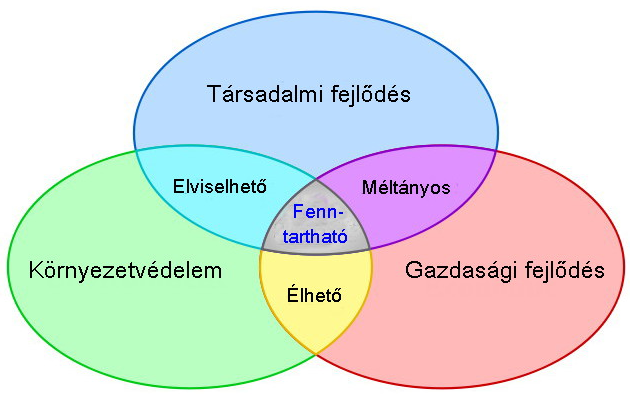 Társadalmi fejlődés
Elviselhető
Méltányos
Fenn-
tartható
Környezetvédelem
Gazdasági fejlődés
Élhető